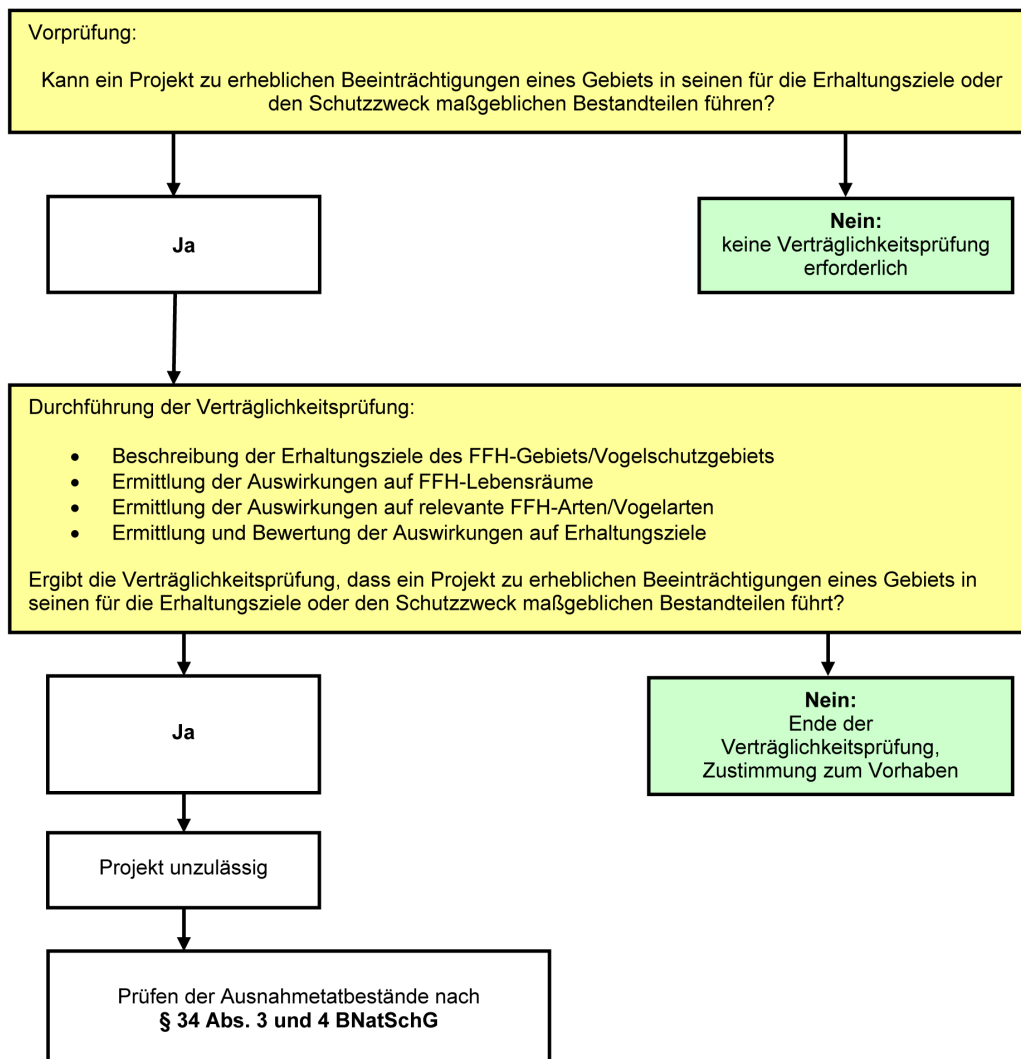 Vorprüfung:
Kann ein Projekt zu erheblichen Beeinträchtigungen eines Gebiets in seinen für die Erhaltungsziele oder
den Schutzzweck maßgeblichen Bestandteilen führen?
Ja
Nein:
keine Verträglichkeitsprüfung
erforderlich
Durchführung der Verträglichkeitsprüfung:
• Beschreibung der Erhaltungsziele des FFH-Gebiets/Vogelschutzgebiets
• Ermittlung der Auswirkungen auf FFH-Lebensräume
• Ermittlung der Auswirkungen auf relevante FFH-Arten/Vogelarten
• Ermittlung und Bewertung der Auswirkungen auf Erhaltungsziele
Ergibt die Verträglichkeitsprüfung, dass ein Projekt zu erheblichen Beeinträchtigungen eines Gebiets in
seinen für die Erhaltungsziele oder den Schutzzweck maßgeblichen Bestandteilen führt?
Ja
Nein:
Ende der
Verträglichkeitsprüfung,
Zustimmung zum Vorhaben
Projekt unzulässig
Prüfen der Ausnahmetatbestände nach
§ 34 Abs. 3 und 4 BNatSchG